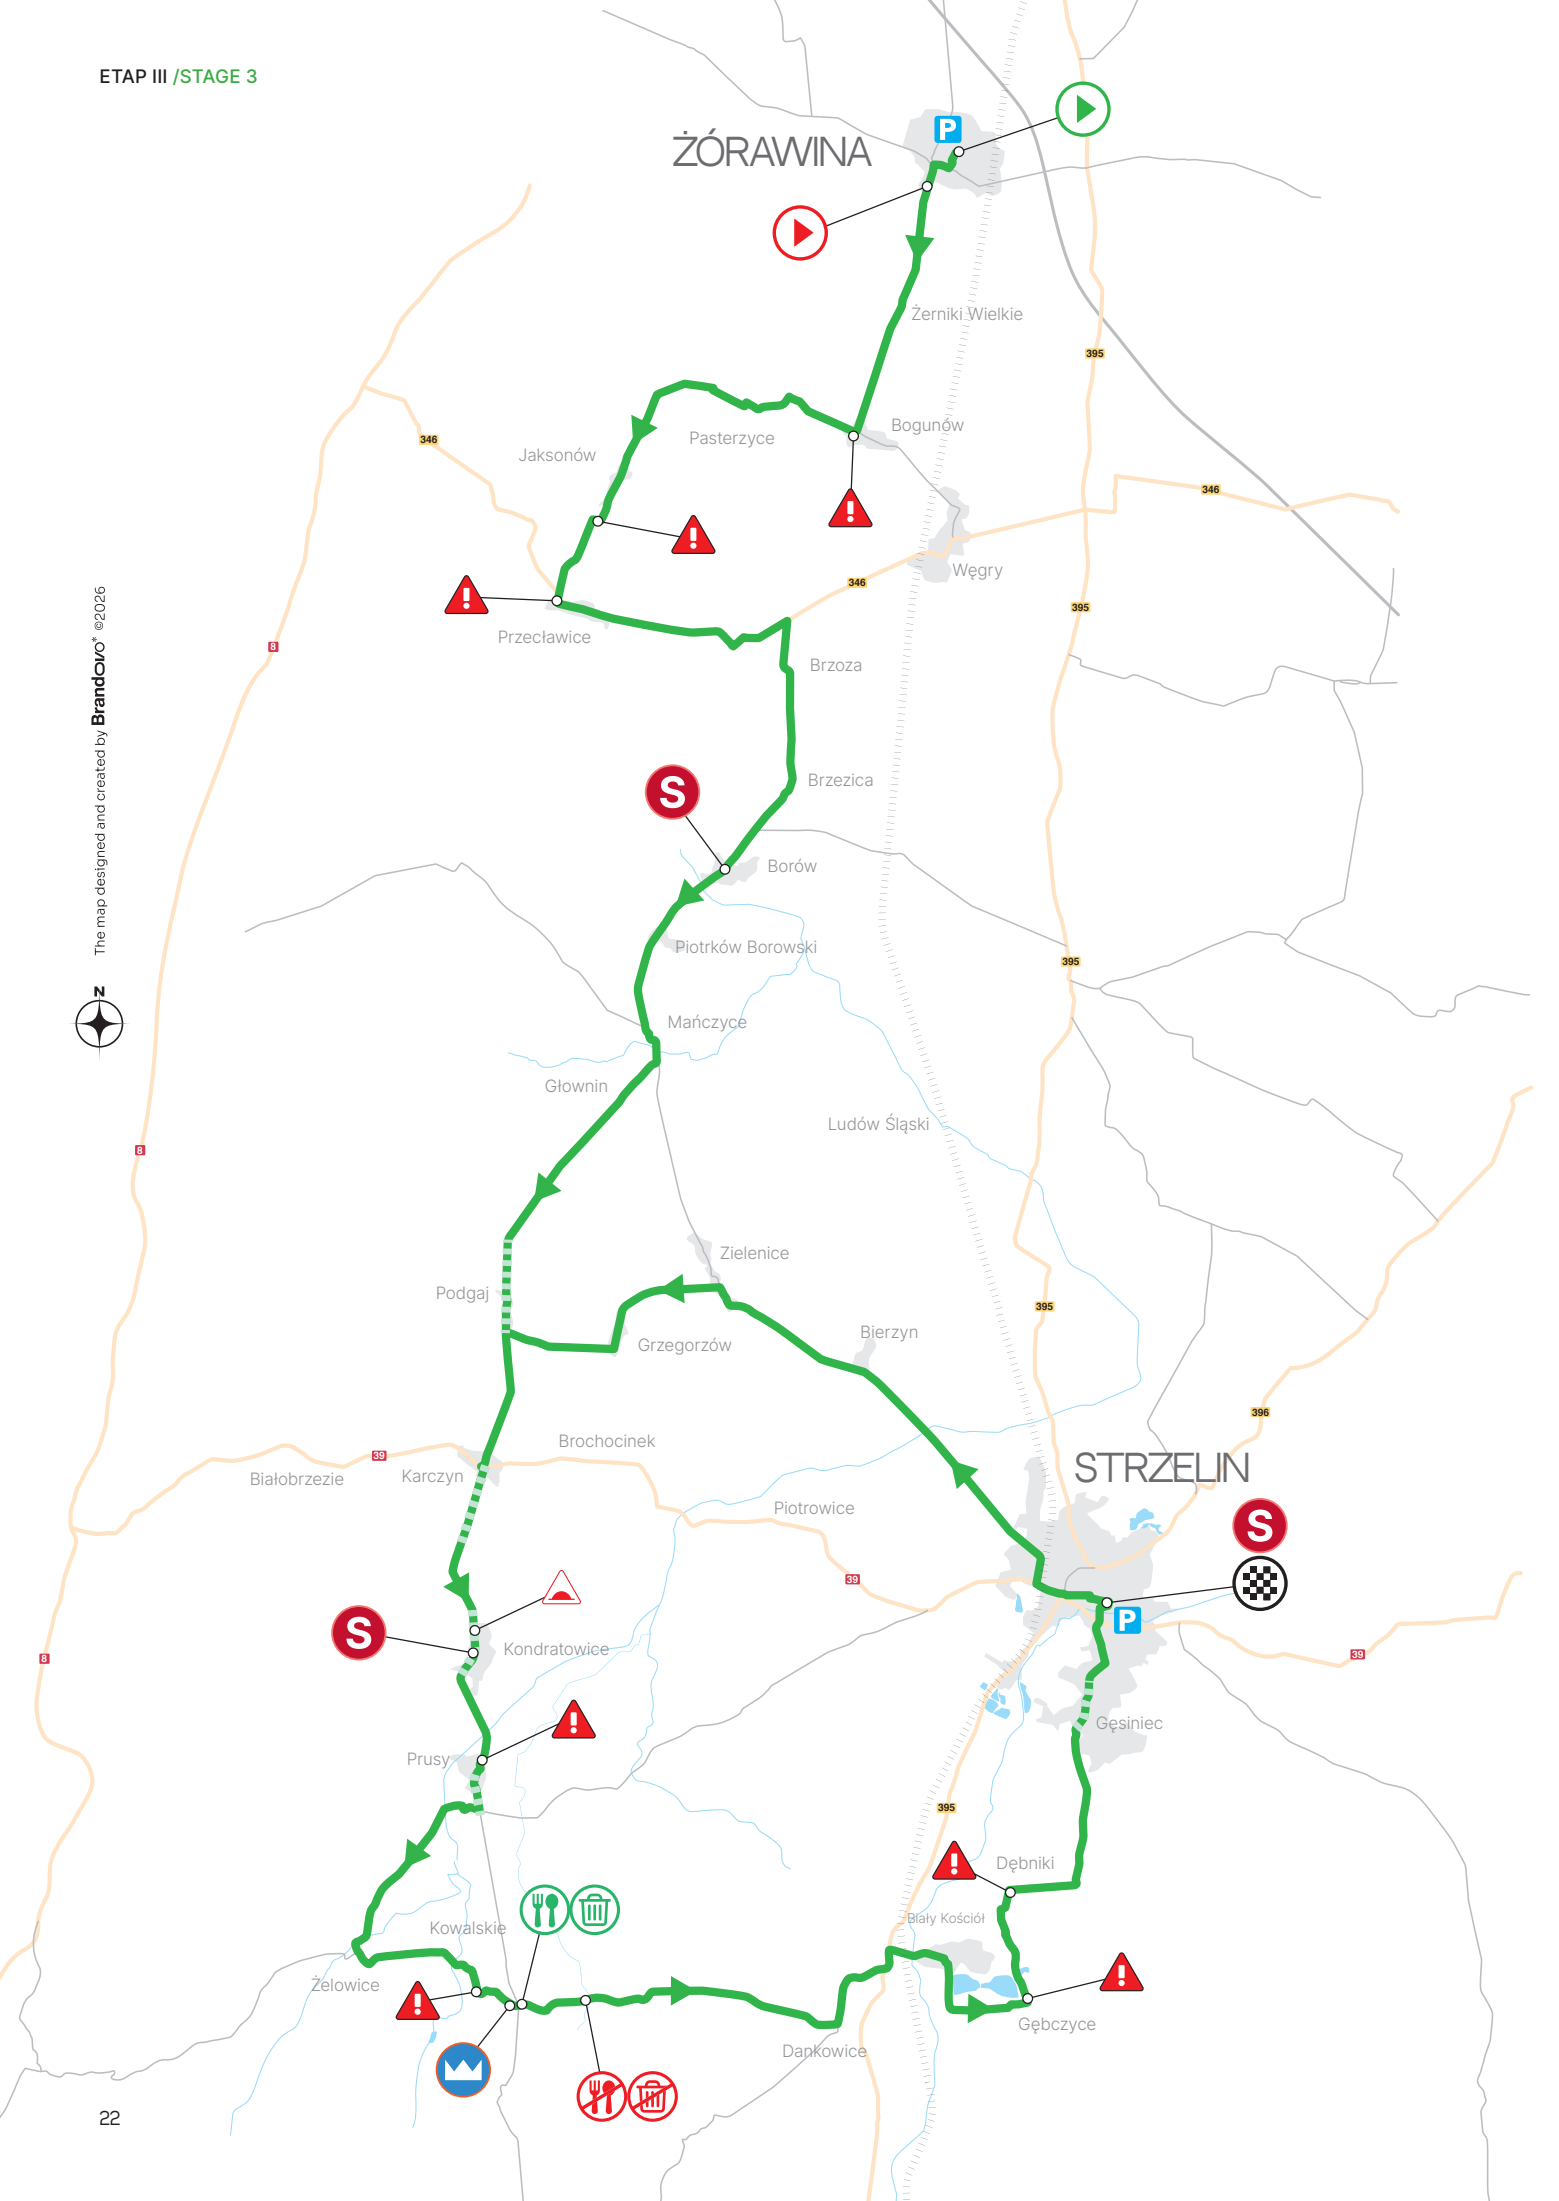 ETAP III /STAGE 3
P
ŻÓRAWINA
Żerniki Wielkie
395
Bogunów
Pasterzyce
346
Jaksonów
346
Węgry
346
395
Przecławice
8
Brzoza
Brzezica
S
Borów
Piotrków Borowski
395
The map designed and created by Brandovo* ©2026
N
Mańczyce
Głownin
Ludów Śląski
8
Zielenice
Podgaj
395
Bierzyn
Grzegorzów
396
Brochocinek
39
STRZELIN
Białobrzezie
Karczyn
Piotrowice
S
39
P
S
Kondratowice
39
8
Gęsiniec
Prusy
395
Dębniki
Biały Kościół
Kowalskie
Żelowice
Gębczyce
Dankowice
22